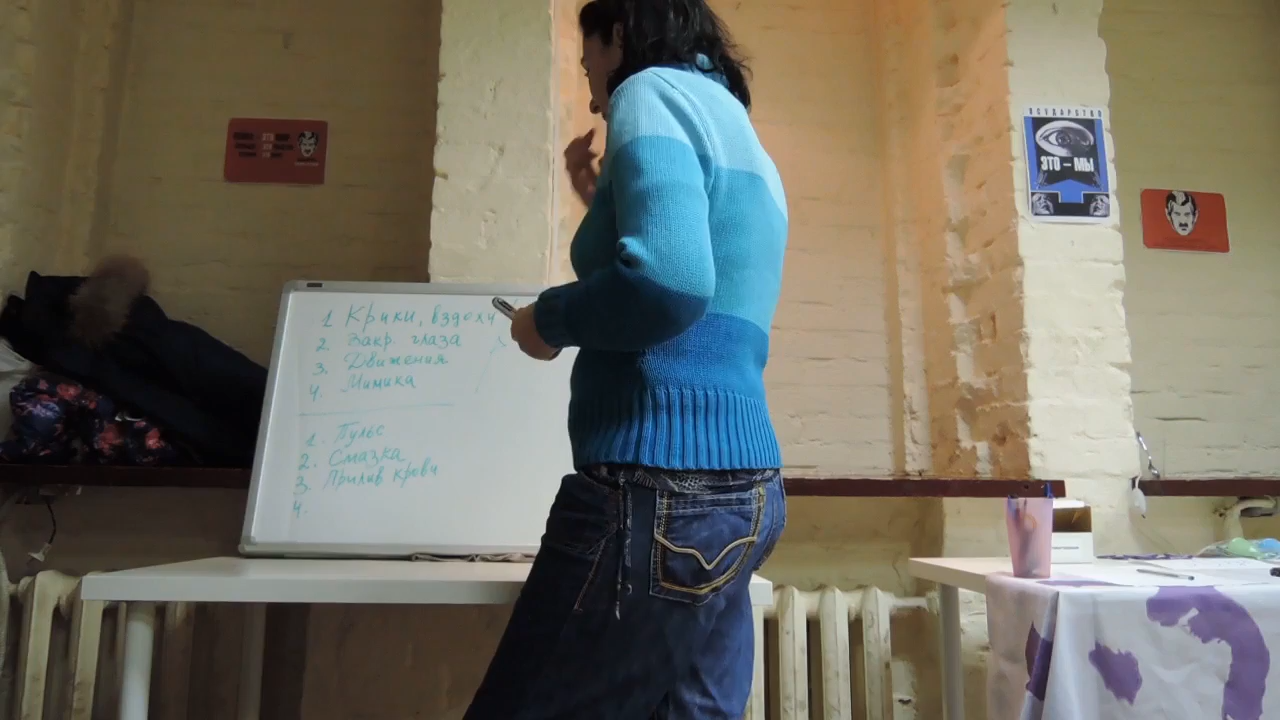 1 Крики, вздохи
2. Закр. глаза
3. Движения
4. Мимика
1. Пульс
2. Смазка
3. Прилив крови
4.
ГОСУДАРСТВО
ЭТО – МЫ